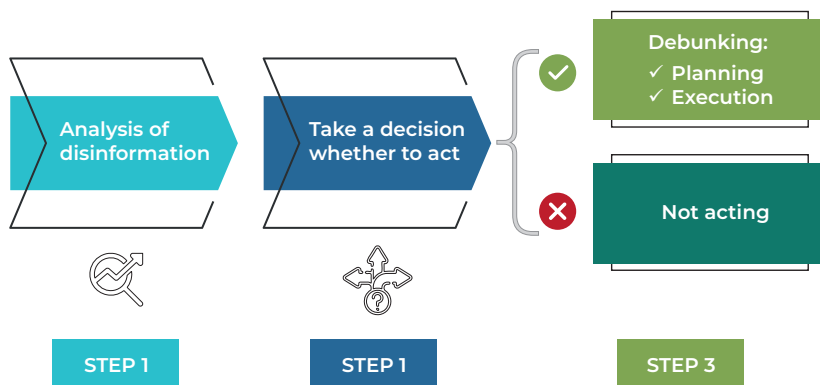 Analysis of
disinformation
Take a decision
whether to act
Debunking:
✓ Planning
✓ Execution
Not acting
?
STEP 1
STEP 1
STEP 3